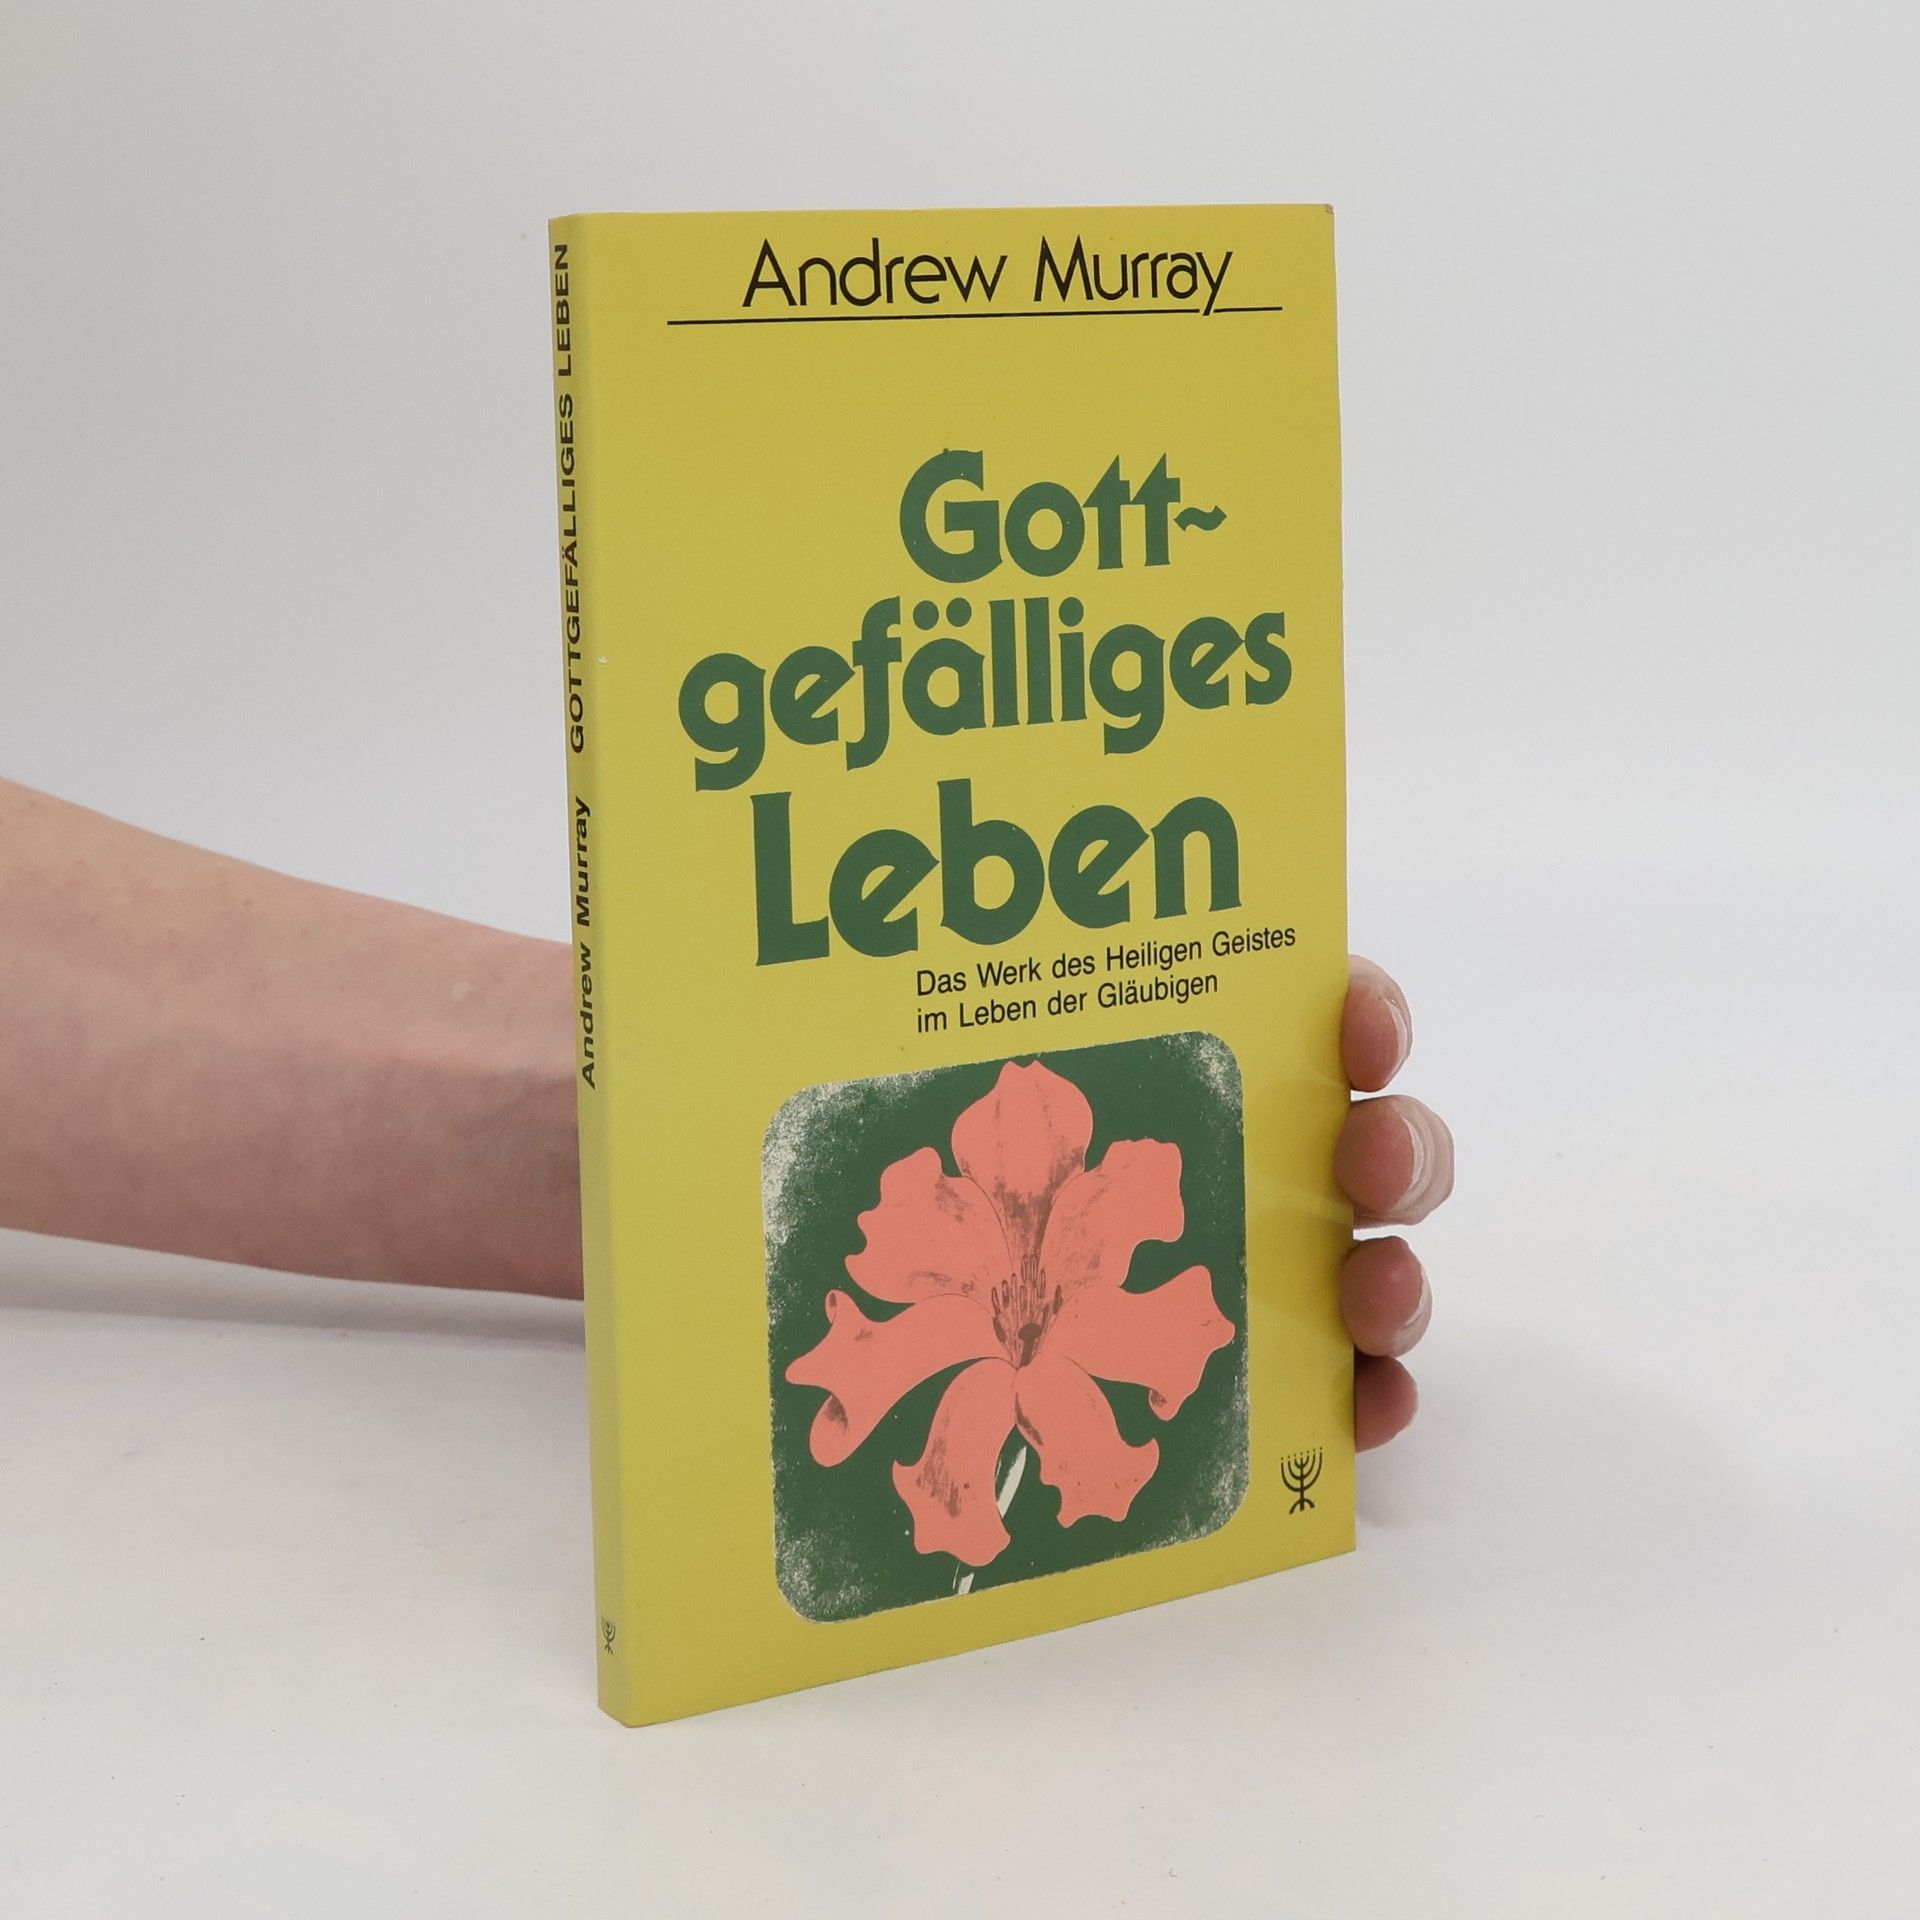 Andrew Murray
Gott~
gefälliges
Leben
Das Werk des Heiligen Geistes
im Leben der Gläubigen
Andrew Murray GOTTGEFÄLLIGES LEBEN